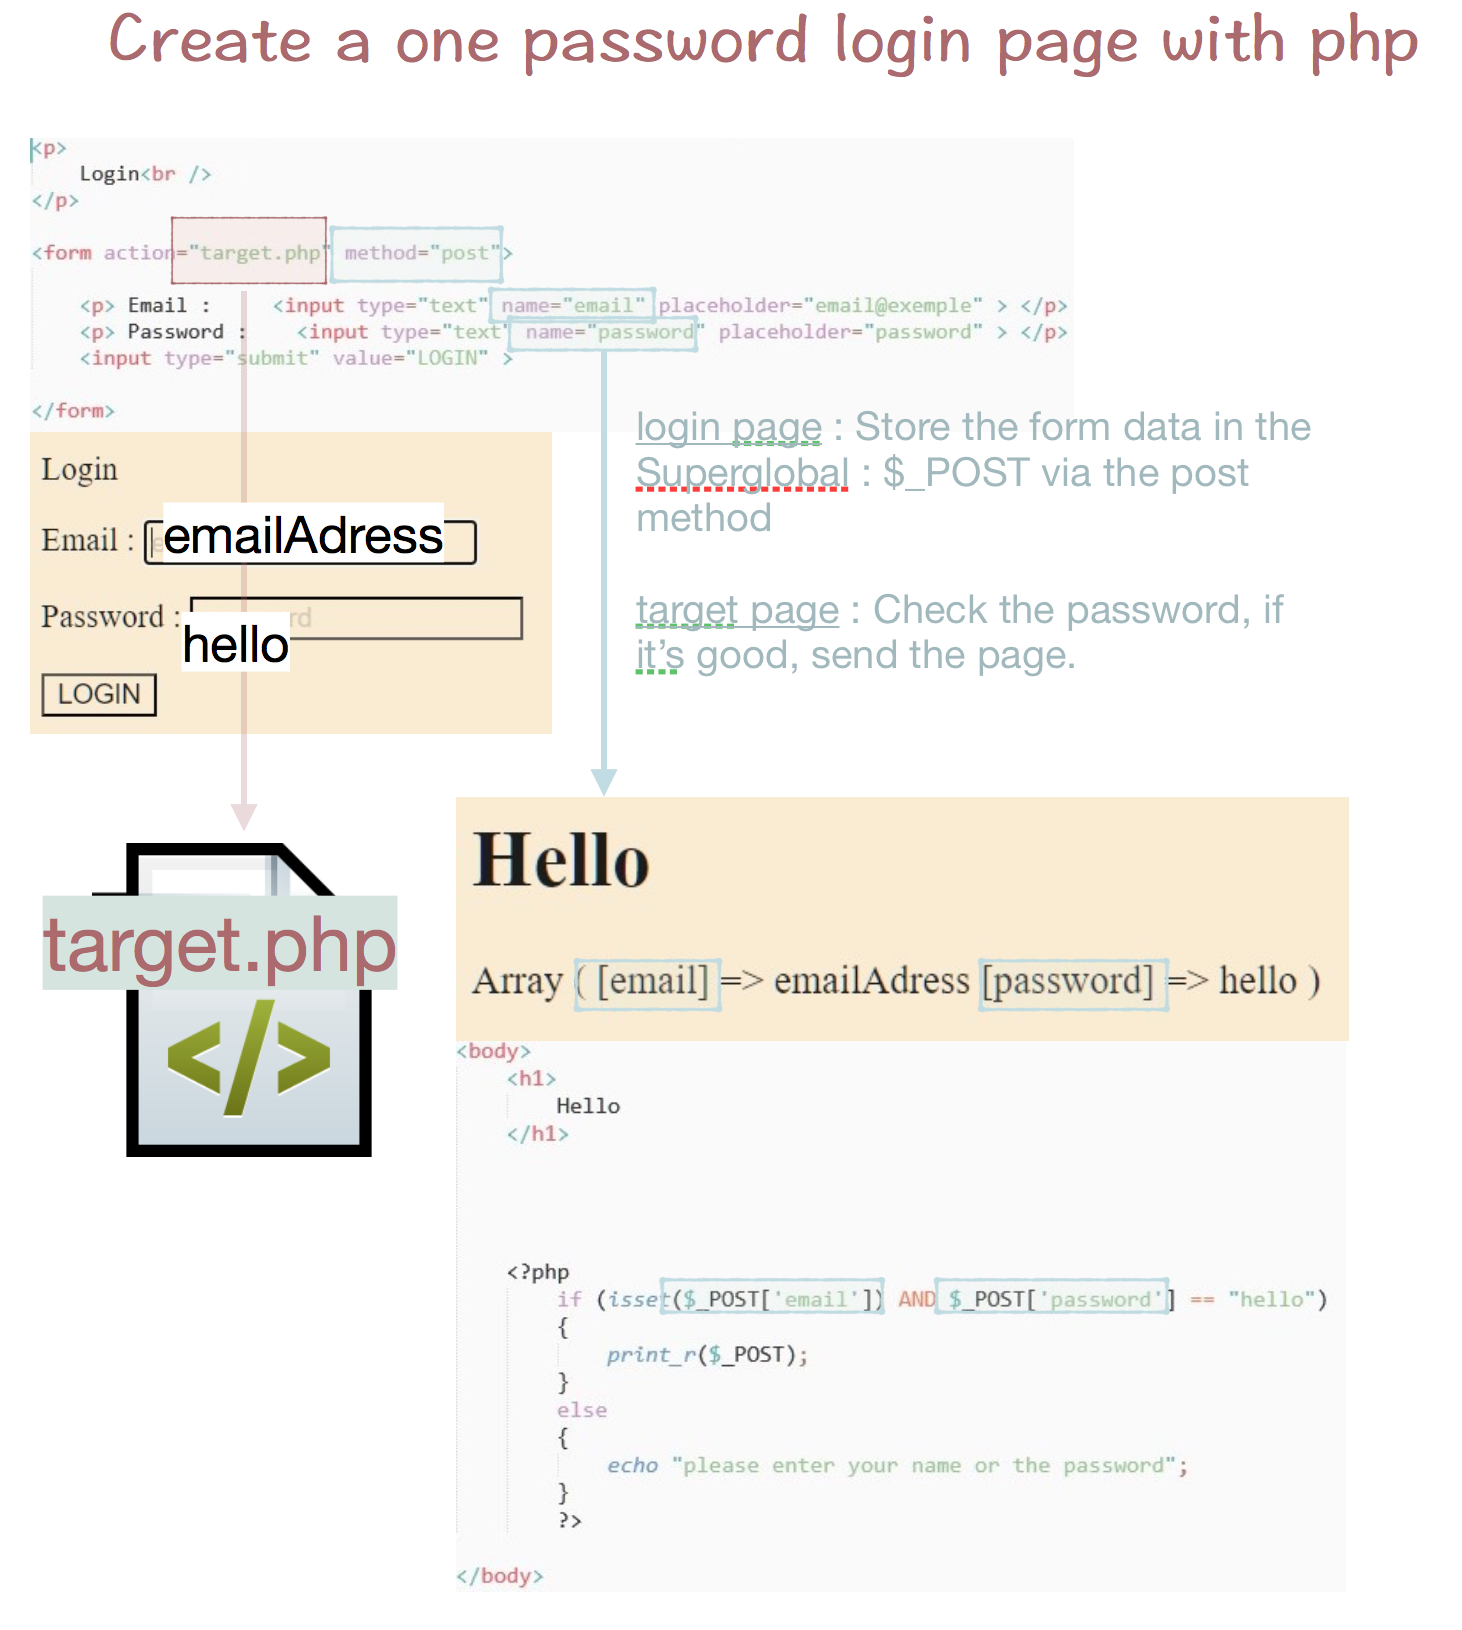 Create a one password login page with php
<p>
Login<br />
</p>
<form action="target.php" method="post">
<p> Email : <input type="text" name="email" placeholder="email@exemple" > </p>
<p> Password : <input type="text" name="password" placeholder="password" > </p>
<input type="submit" value="LOGIN" >
</form>
Login
Email : emailAdress
Password :
hello
LOGIN
login page : Store the form data in the
Superglobal : $_POST via the post
method
target page : Check the password, if
it’s good, send the page.
target.php
</>
Hello
Array ( [email] => emailAdress [password] => hello )
<body>
<h1>
Hello
</h1>
<?php
if (isset($_POST['email']) AND $_POST['password'] == "hello")
{
print_r($_POST);
}
else
{
echo "please enter your name or the password";
}
?>
</body>